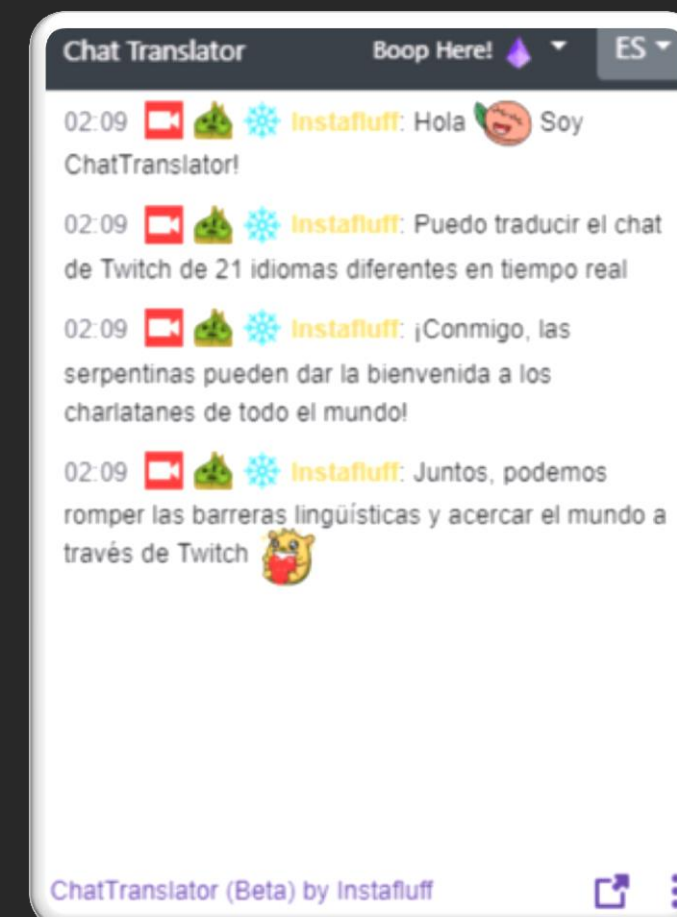 Chat Translator Boop Here! ES
02:09 Instafluff: Hola Soy
ChatTranslator!
02:09 Instafluff: Puedo traducir el chat
de Twitch de 21 idiomas diferentes en tiempo real
02:09 Instafluff: ¡Conmigo, las
serpentinas pueden dar la bienvenida a los
charlatanes de todo el mundo!
02:09 Instafluff: Juntos, podemos
romper las barreras lingüísticas y acercar el mundo a
través de Twitch
ChatTranslator (Beta) by Instafluff